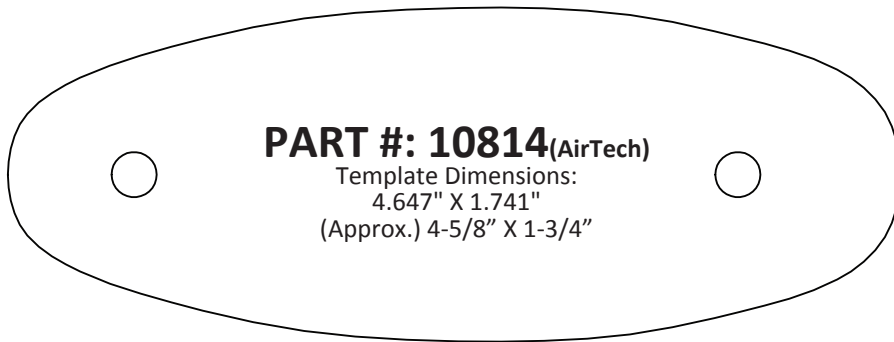 PART #: 10814(AirTech)
Template Dimensions:
4.647" X 1.741"
(Approx.) 4-5/8” X 1-3/4”